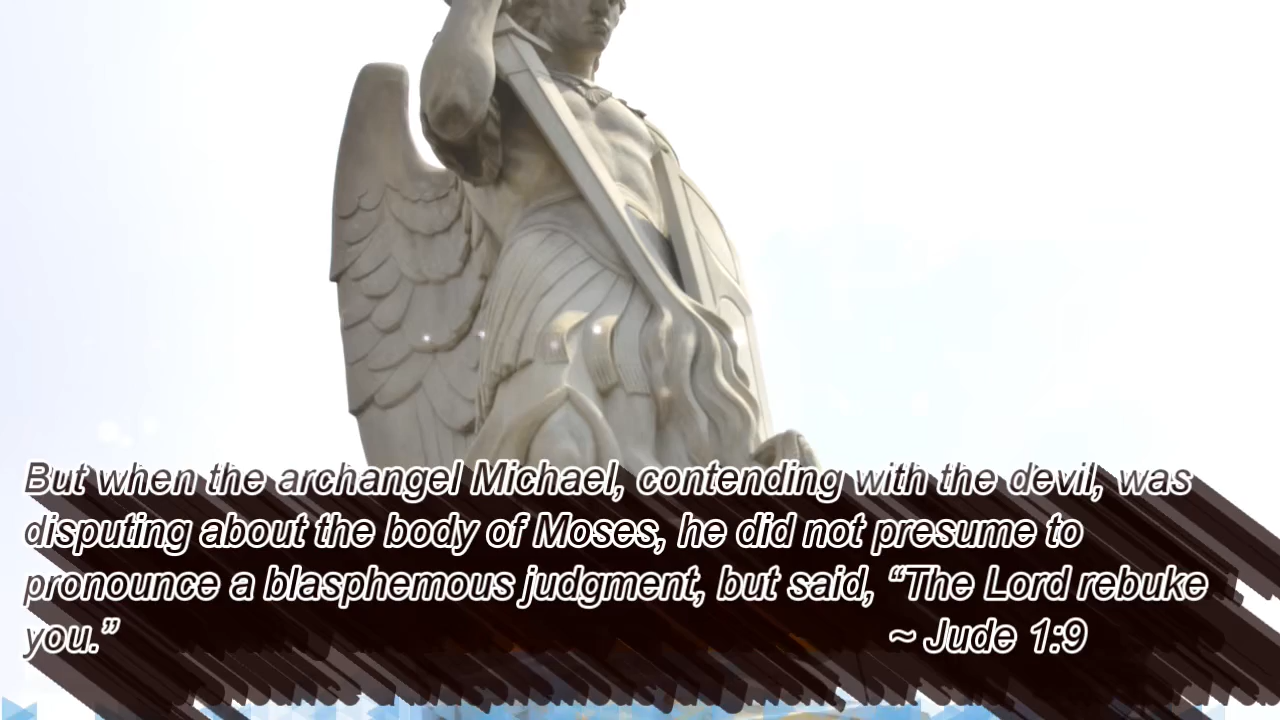 But when the archangel Michael, contending with the devil, was
disputing about the body of Moses, he did not presume to
pronounce a blasphemous judgment, but said, “The Lord rebuke
you.” ~ Jude 1:9